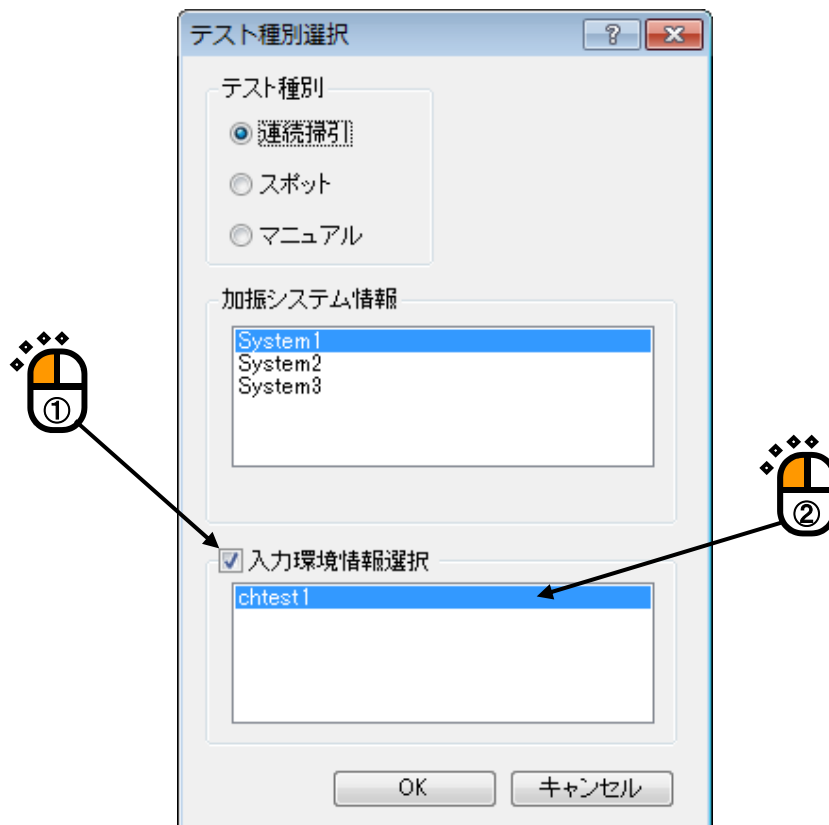 テスト種別選択
テスト種別
連続掃引
スポット
マニュアル
加振システム情報
System1
System2
System3
①
②
入力環境情報選択
chtest1
OK
キャンセル